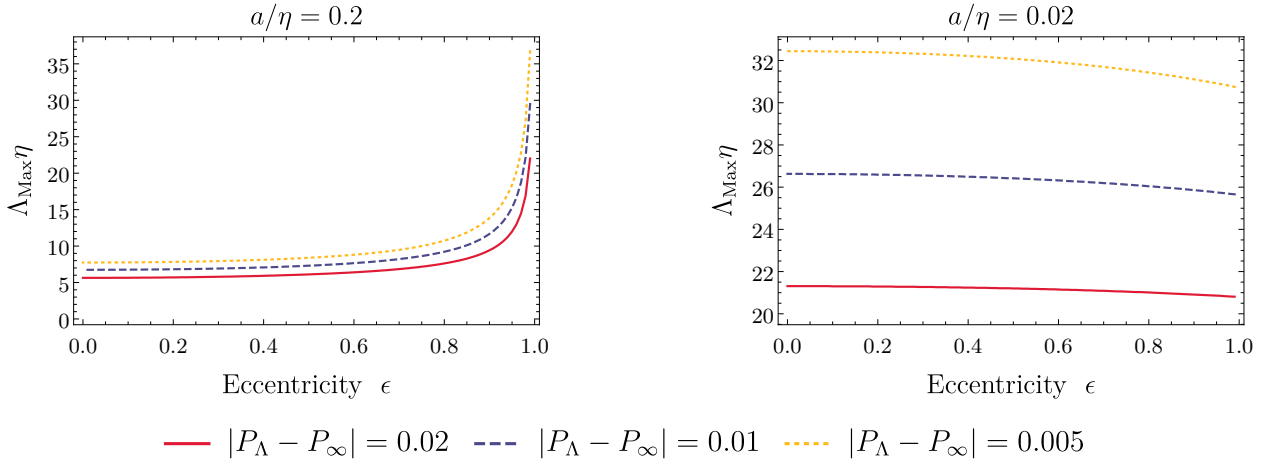 a/η = 0.2
Λ_Max η
35
30
25
20
15
10
5
0
0.0 0.2 0.4 0.6 0.8 1.0
Eccentricity ϵ
a/η = 0.02
Λ_Max η
32
30
28
26
24
22
20
0.0 0.2 0.4 0.6 0.8 1.0
Eccentricity ϵ
|P_Λ − P_∞| = 0.02 |P_Λ − P_∞| = 0.01 |P_Λ − P_∞| = 0.005